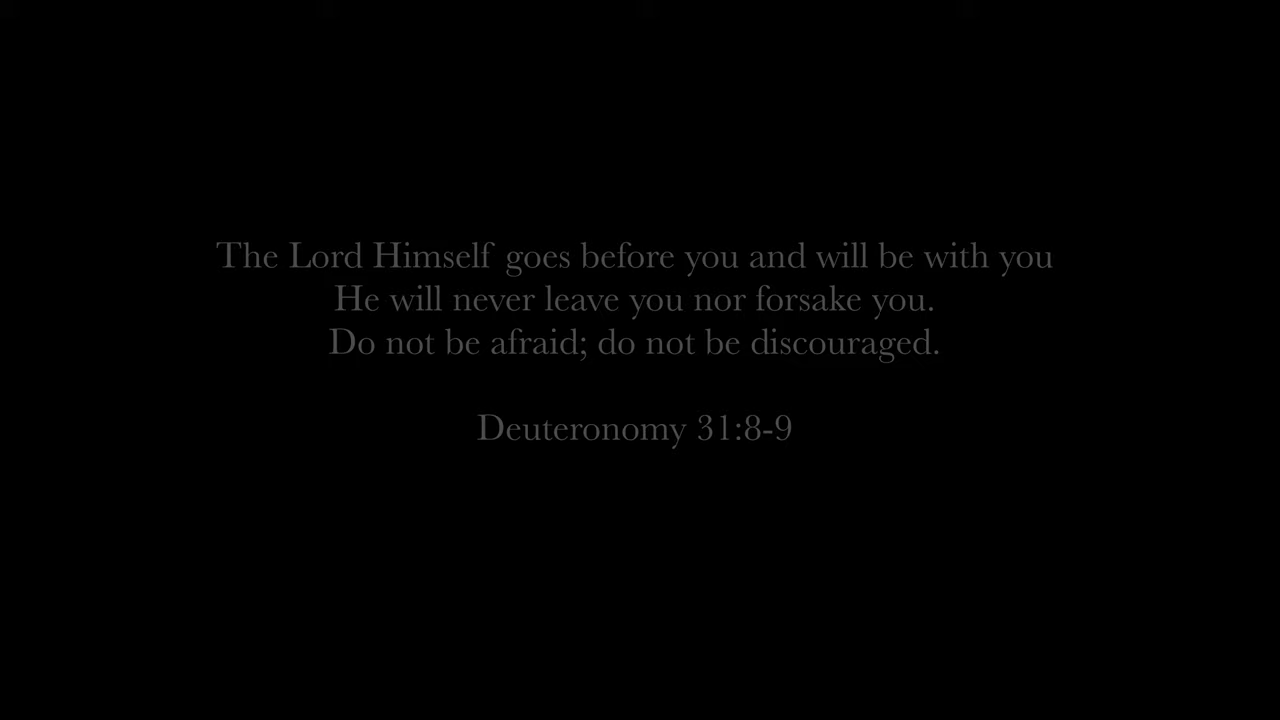 The Lord Himself goes before you and will be with you
He will never leave you nor forsake you.
Do not be afraid; do not be discouraged.
Deuteronomy 31:8-9